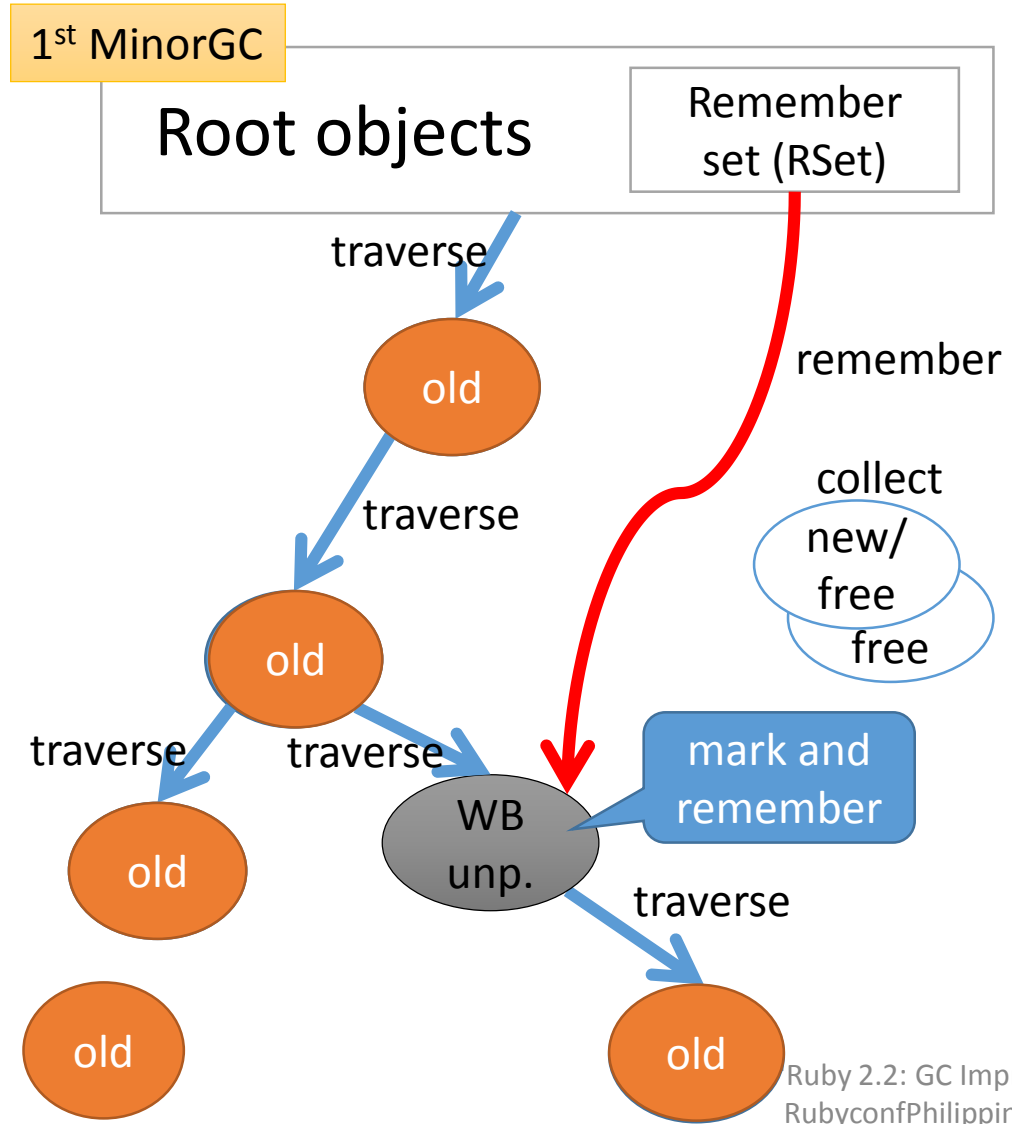 1st MinorGC
Root objects
Remember
set (RSet)
traverse
old
remember
traverse
collect
new/
free
free
old
traverse
traverse
mark and
remember
WB
unp.
old
traverse
old
old
Ruby 2.2: GC Imp
RubyconfPhilippin